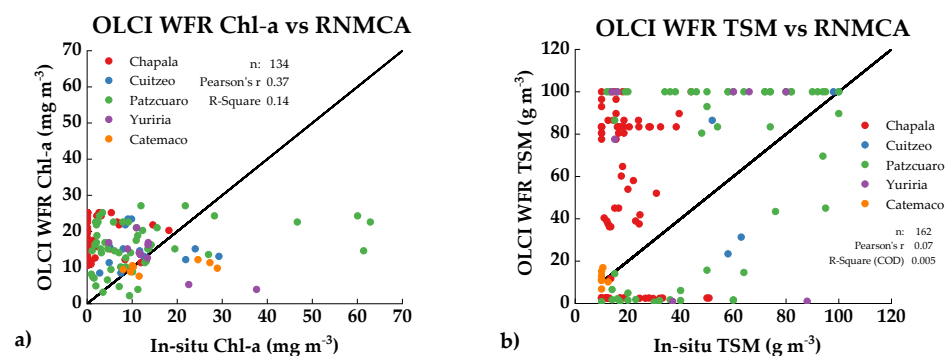 OLCI WFR Chl-a vs RNMCA
70
60
50
40
30
20
10
0
OLCI WFR Chl-a (mg m⁻³)
Chapala
Cuitzeo
Patzcuaro
Yuriria
Catemaco
n: 134
Pearson's r 0.37
R-Square 0.14
0 10 20 30 40 50 60 70
In-situ Chl-a (mg m⁻³)
a)
OLCI WFR TSM vs RNMCA
120
100
80
60
40
20
0
OLCI WFR TSM (g m⁻³)
Chapala
Cuitzeo
Patzcuaro
Yuriria
Catemaco
n: 162
Pearson's r 0.07
R-Square (COD) 0.005
0 20 40 60 80 100 120
In-situ TSM (g m⁻³)
b)